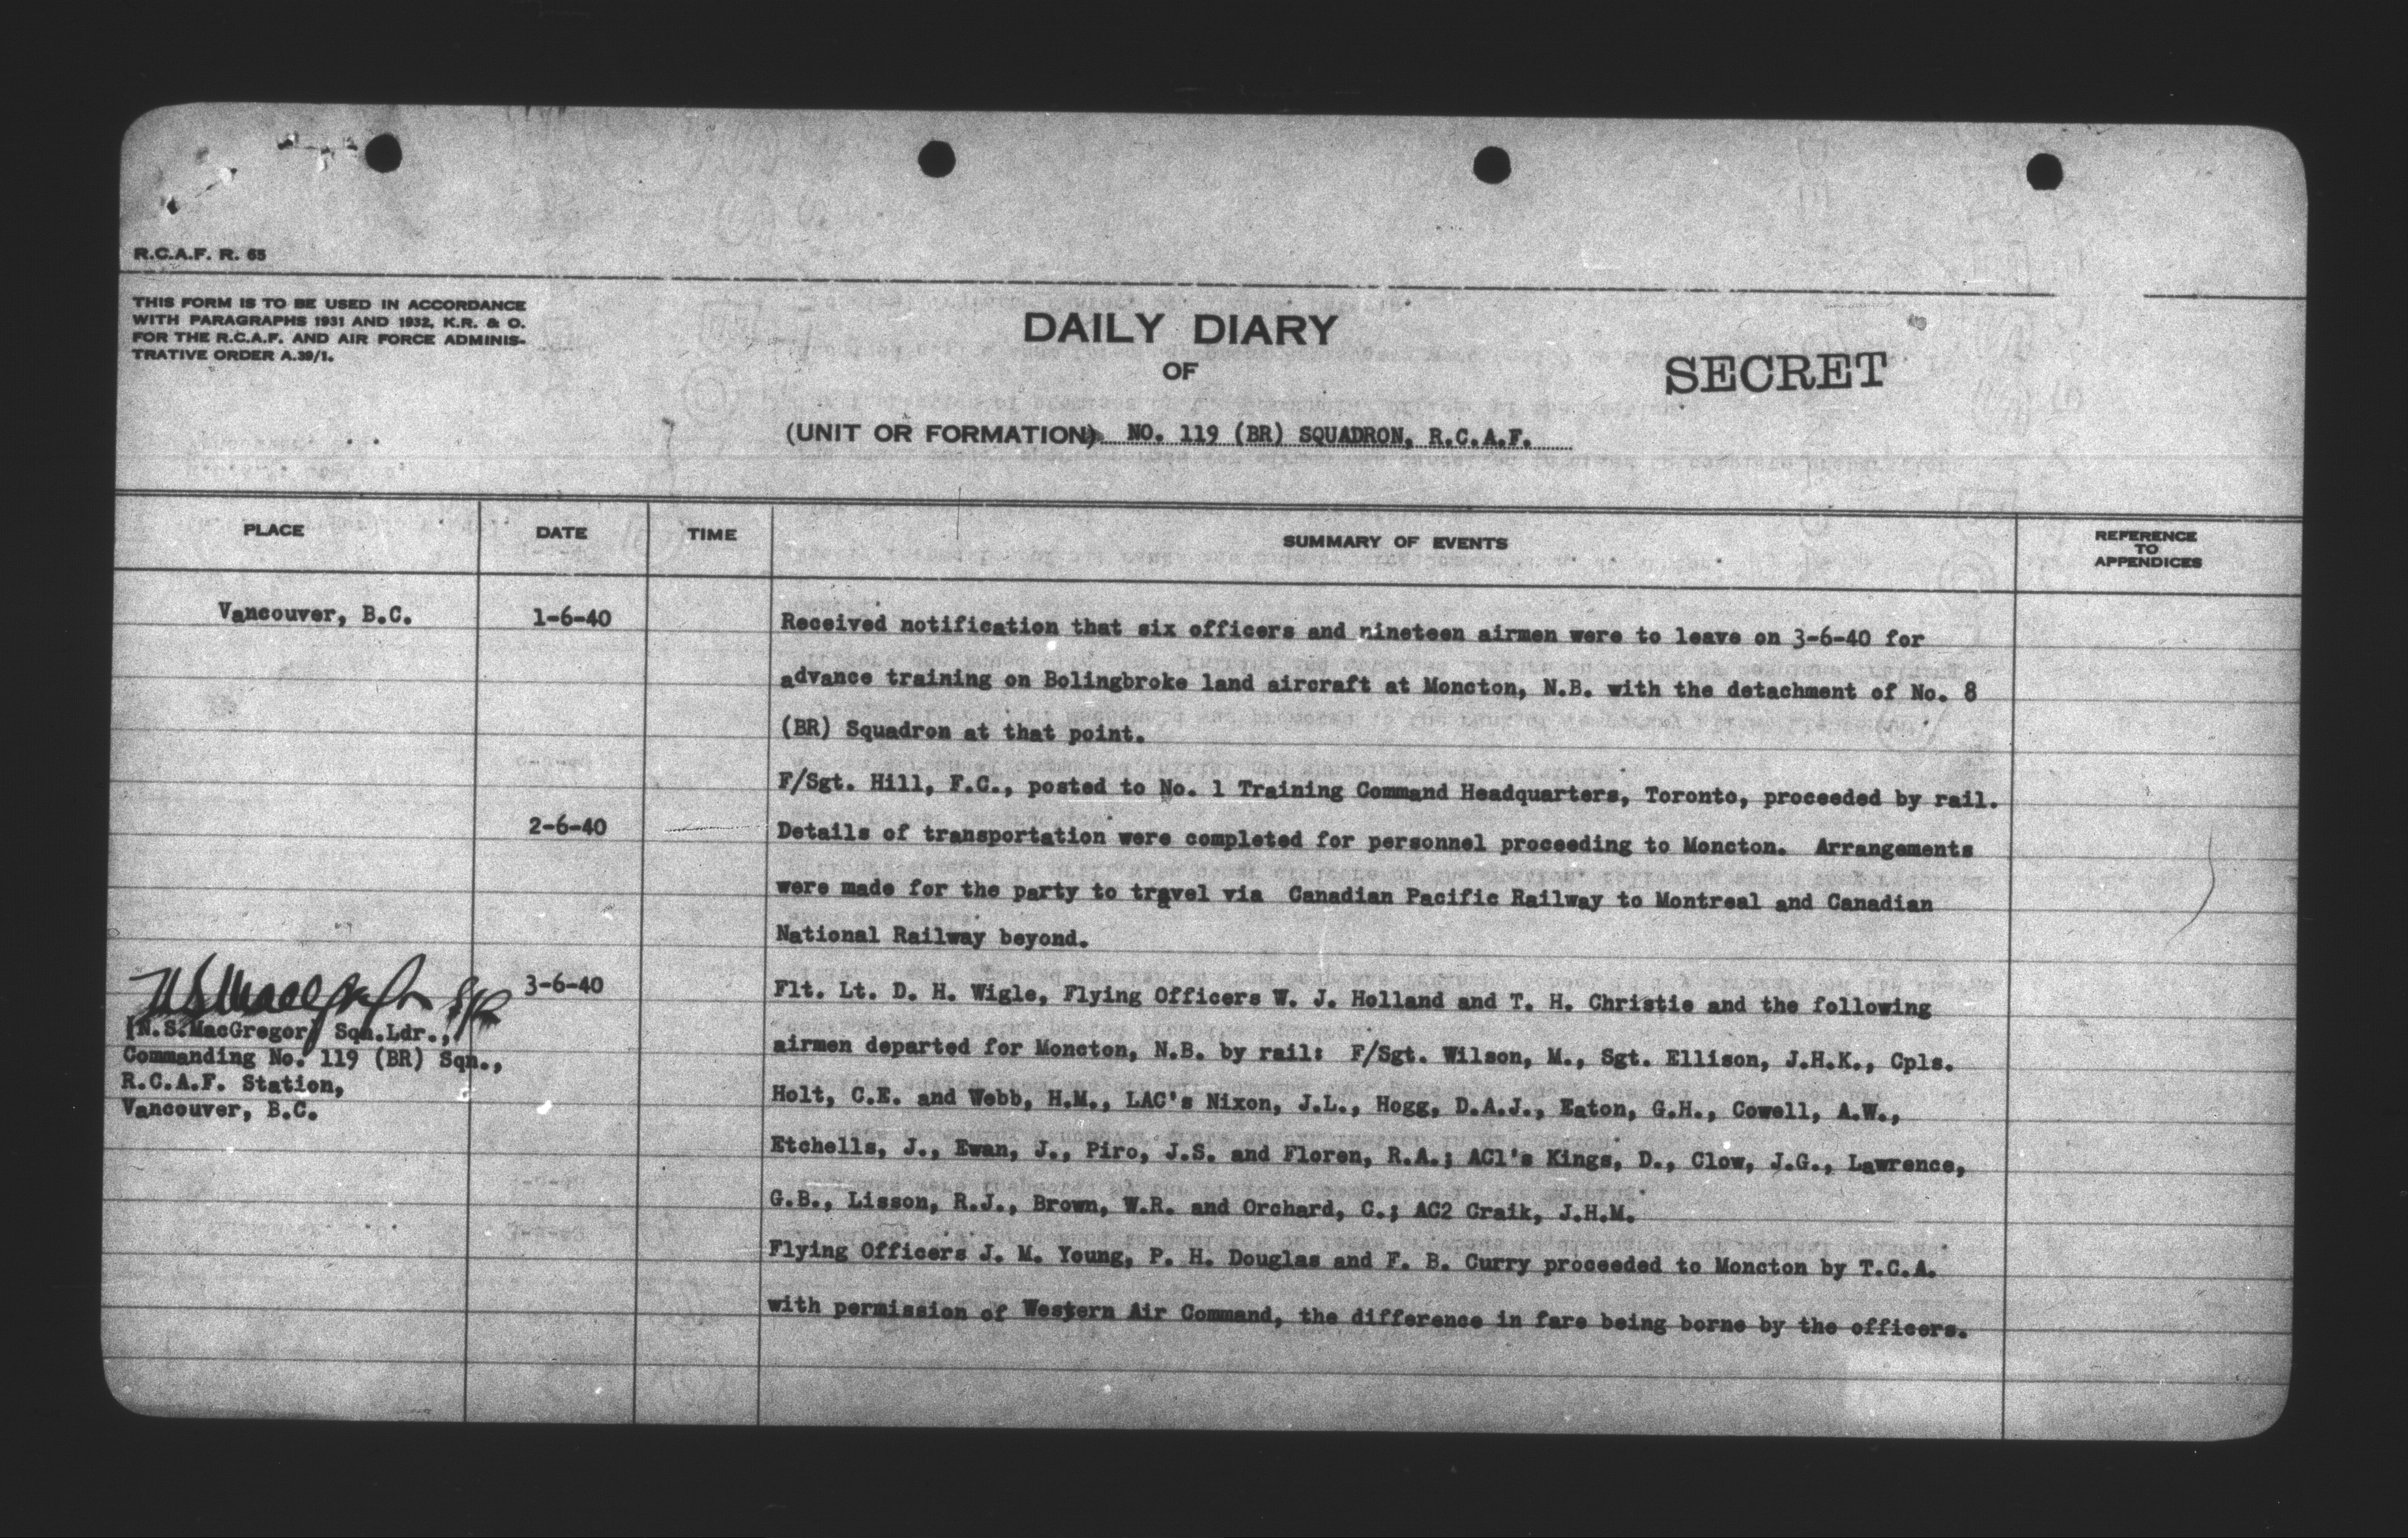 R.C.A.F. R. 65
THIS FORM IS TO BE USED IN ACCORDANCE
WITH PARAGRAPHS 1931 AND 1932, K.R. & O.
FOR THE R.C.A.F. AND AIR FORCE ADMINIS-
TRATIVE ORDER A.39/1.
DAILY DIARY
OF
SECRET
(UNIT OR FORMATION) NO. 119 (BR) SQUADRON, R.C.A.F.
PLACE DATE TIME SUMMARY OF EVENTS REFERENCE
TO
APPENDICES
Vancouver, B.C. 1-6-40 Received notification that six officers and nineteen airmen were to leave on 3-6-40 for
advance training on Bolingbroke land aircraft at Moncton, N.B. with the detachment of No. 8
(BR) Squadron at that point.
F/Sgt. Hill, F.C., posted to No. 1 Training Command Headquarters, Toronto, proceeded by rail.
2-6-40 Details of transportation were completed for personnel proceeding to Moncton. Arrangements
were made for the party to travel via Canadian Pacific Railway to Montreal and Canadian
National Railway beyond.
3-6-40 Flt. Lt. D. H. Wigle, Flying Officers W. J. Holland and T. H. Christie and the following
airmen departed for Moncton, N.B. by rail: F/Sgt. Wilson, M., Sgt. Ellison, J.H.K., Cpls.
Holt, C.E. and Webb, H.M., LAC's Nixon, J.L., Hogg, D.A.J., Eaton, G.H., Cowell, A.W.,
Etchells, J., Ewan, J., Piro, J.S. and Floren, R.A.; AC1's Kings, D., Clow, J.G., Lawrence,
G.B., Lisson, R.J., Brown, W.R. and Orchard, C.; AC2 Craik, J.H.M.
Flying Officers J. M. Young, P. H. Douglas and F. B. Curry proceeded to Moncton by T.C.A.
with permission of Western Air Command, the difference in fare being borne by the officers.
NSMacGregor S/L
(N.S.MacGregor) Sqn.Ldr.,
Commanding No. 119 (BR) Sqn.,
R.C.A.F. Station,
Vancouver, B.C.